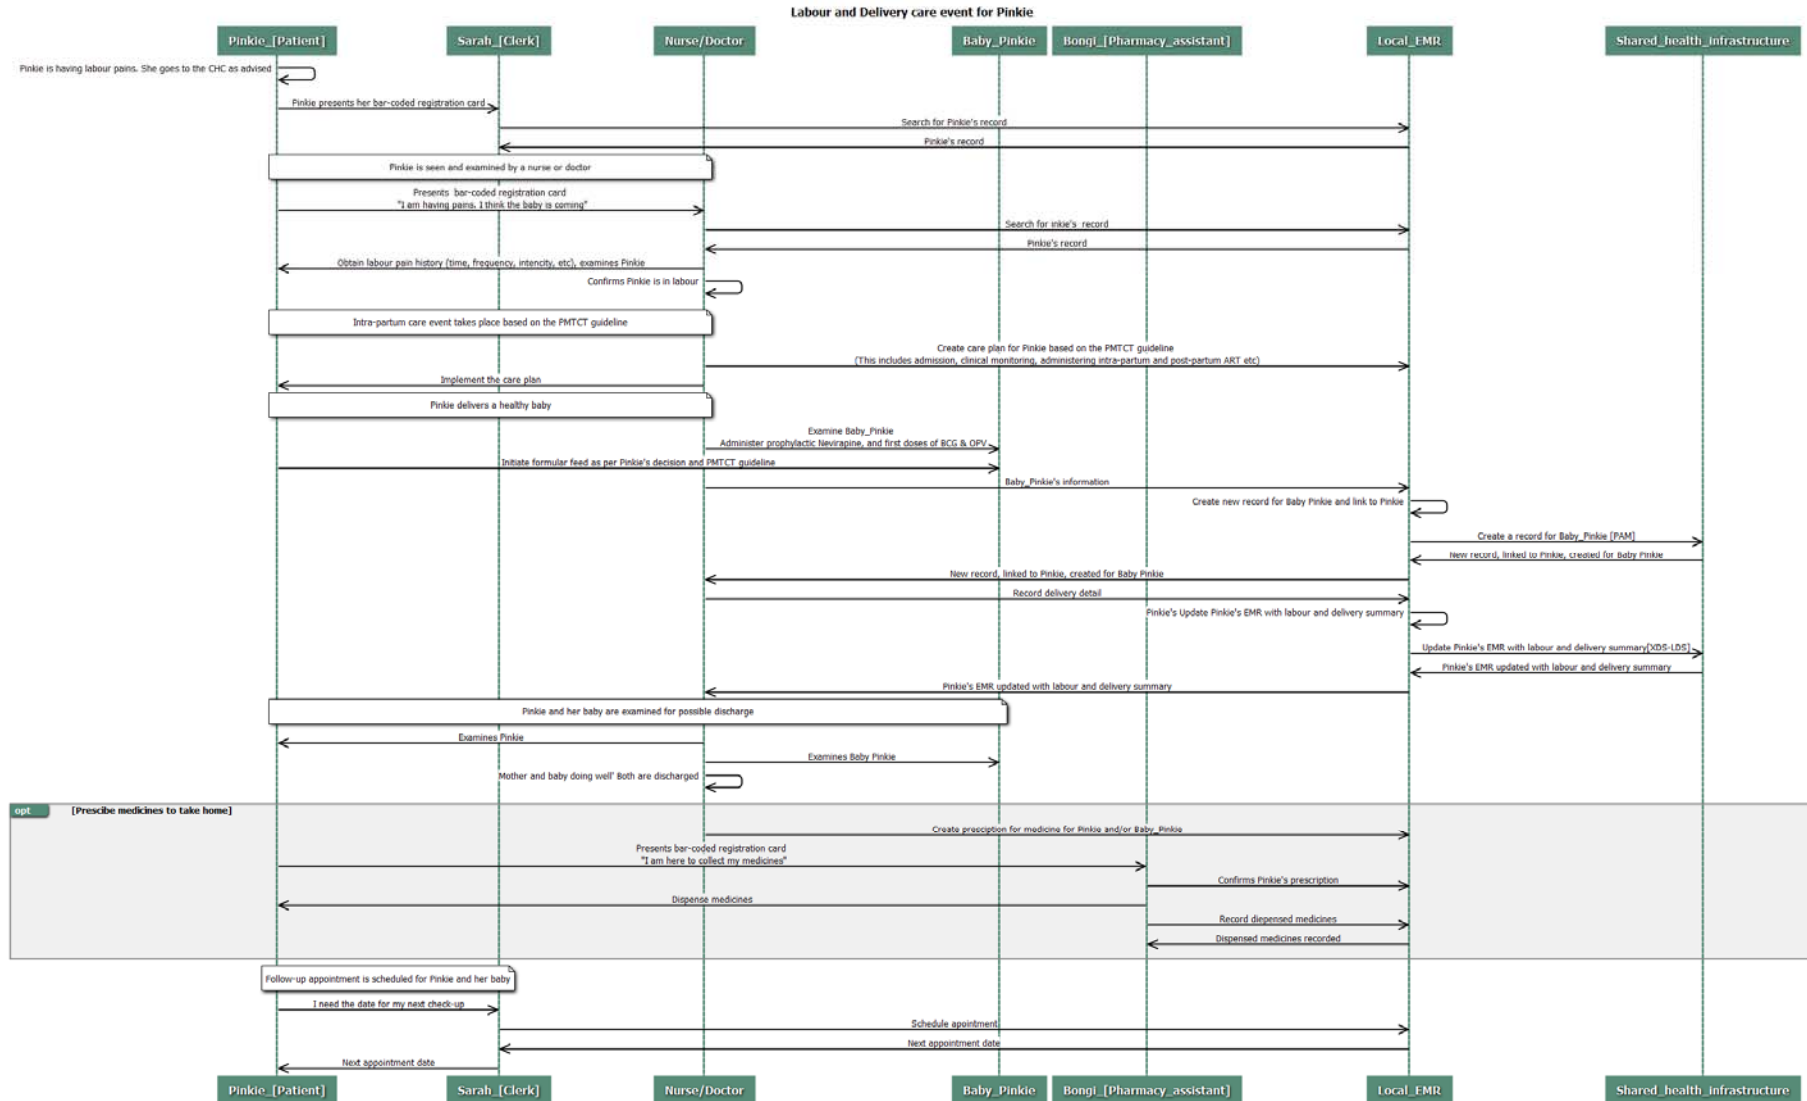 Labour and Delivery care event for Pinkie
Pinkie_[Patient]
Sarah_[Clerk]
Nurse/Doctor
Baby_Pinkie
Bongi_[Pharmacy_assistant]
Local_EMR
Shared_health_infrastructure
Pinkie is having labour pains. She goes to the CHC as advised
Pinkie presents her bar-coded registration card
Search for Pinkie's record
Pinkie's record
Pinkie is seen and examined by a nurse or doctor
Presents bar-coded registration card
"I am having pains. I think the baby is coming"
Search for inkie's record
Pinkie's record
Obtain labour pain history (time, frequency, intencity, etc), examines Pinkie
Confirms Pinkie is in labour
Intra-partum care event takes place based on the PMTCT guideline
Create care plan for Pinkie based on the PMTCT guideline
(This includes admission, clinical monitoring, administering intra-partum and post-partum ART etc)
Implement the care plan
Pinkie delivers a healthy baby
Examine Baby_Pinkie
Administer prophylactic Nevirapine, and first doses of BCG & OPV
Initiate formular feed as per Pinkie's decision and PMTCT guideline
Baby_Pinkie's information
Create new record for Baby Pinkie and link to Pinkie
Create a record for Baby_Pinkie [PAM]
New record, linked to Pinkie, created for Baby Pinkie
New record, linked to Pinkie, created for Baby Pinkie
Record delivery detail
Pinkie's Update Pinkie's EMR with labour and delivery summary
Update Pinkie's EMR with labour and delivery summary[XDS-LDS]
Pinkie's EMR updated with labour and delivery summary
Pinkie's EMR updated with labour and delivery summary
Pinkie and her baby are examined for possible discharge
Examines Pinkie
Examines Baby Pinkie
Mother and baby doing well' Both are discharged
opt
[Prescibe medicines to take home]
Create presciption for medicine for Pinkie and/or Baby_Pinkie
Presents bar-coded registration card
"I am here to collect my medicines"
Confirms Pinkie's prescription
Dispense medicines
Record diepensed medicines
Dispensed medicines recorded
Follow-up appointment is scheduled for Pinkie and her baby
I need the date for my next check-up
Schedule apointment
Next appointment date
Next appointment date
Pinkie_[Patient]
Sarah_[Clerk]
Nurse/Doctor
Baby_Pinkie
Bongi_[Pharmacy_assistant]
Local_EMR
Shared_health_infrastructure